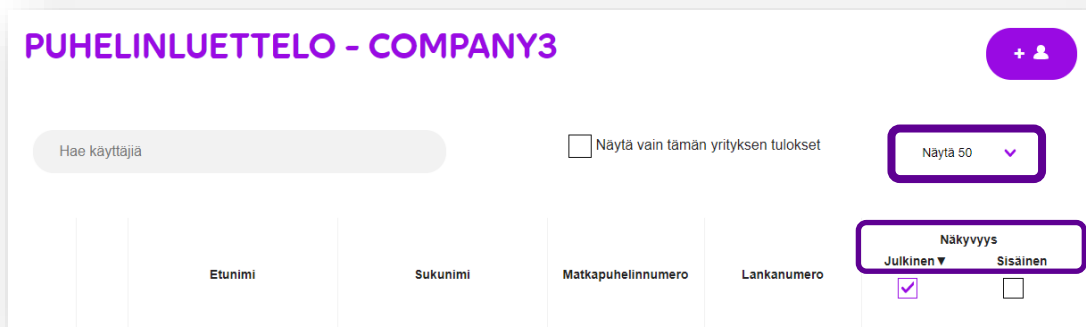 PUHELINLUETTELO - COMPANY3
+
Hae käyttäjiä
Näytä vain tämän yrityksen tulokset
Näytä 50
Näkyvyys
Etunimi Sukunimi Matkapuhelinnumero Lankanumero Julkinen▼ Sisäinen